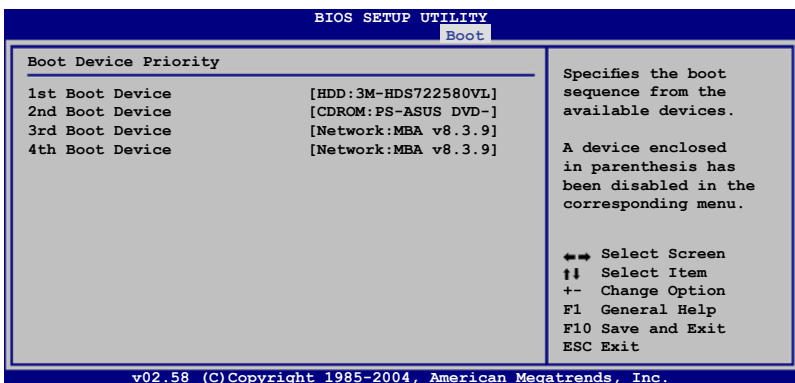 BIOS SETUP UTILITY
Boot
Boot Device Priority
1st Boot Device [HDD:3M-HDS722580VL]
2nd Boot Device [CDROM:PS-ASUS DVD-]
3rd Boot Device [Network:MBA v8.3.9]
4th Boot Device [Network:MBA v8.3.9]
Specifies the boot
sequence from the
available devices.
A device enclosed
in parenthesis has
been disabled in the
corresponding menu.
←→ Select Screen
↑↓ Select Item
+- Change Option
F1 General Help
F10 Save and Exit
ESC Exit
v02.58 (C)Copyright 1985-2004, American Megatrends, Inc.